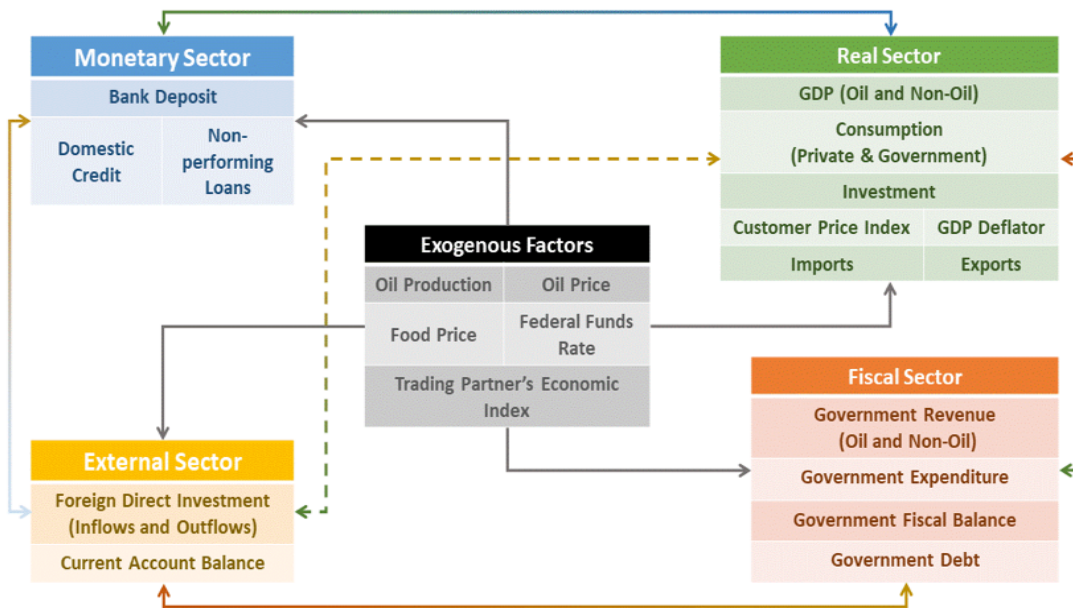 Monetary Sector
Bank Deposit
Domestic
Credit
Non-
performing
Loans
Real Sector
GDP (Oil and Non-Oil)
Consumption
(Private & Government)
Investment
Customer Price Index
GDP Deflator
Imports
Exports
Exogenous Factors
Oil Production
Oil Price
Food Price
Federal Funds
Rate
Trading Partner's Economic
Index
External Sector
Foreign Direct Investment
(Inflows and Outflows)
Current Account Balance
Fiscal Sector
Government Revenue
(Oil and Non-Oil)
Government Expenditure
Government Fiscal Balance
Government Debt